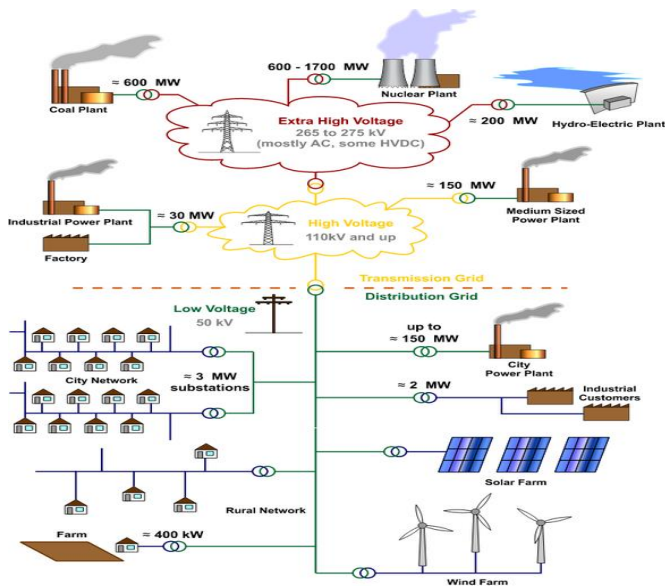 600 - 1700 MW
≈ 600 MW
Nuclear Plant
Coal Plant
Extra High Voltage
265 to 275 kV
(mostly AC, some HVDC)
≈ 200 MW
Hydro-Electric Plant
≈ 150 MW
Industrial Power Plant
≈ 30 MW
High Voltage
110kV and up
Medium Sized
Power Plant
Factory
Transmission Grid
Distribution Grid
Low Voltage
50 kV
up to
≈ 150 MW
City Network
≈ 3 MW
substations
City
Power Plant
≈ 2 MW
Industrial
Customers
Solar Farm
Rural Network
Farm
≈ 400 kW
Wind Farm